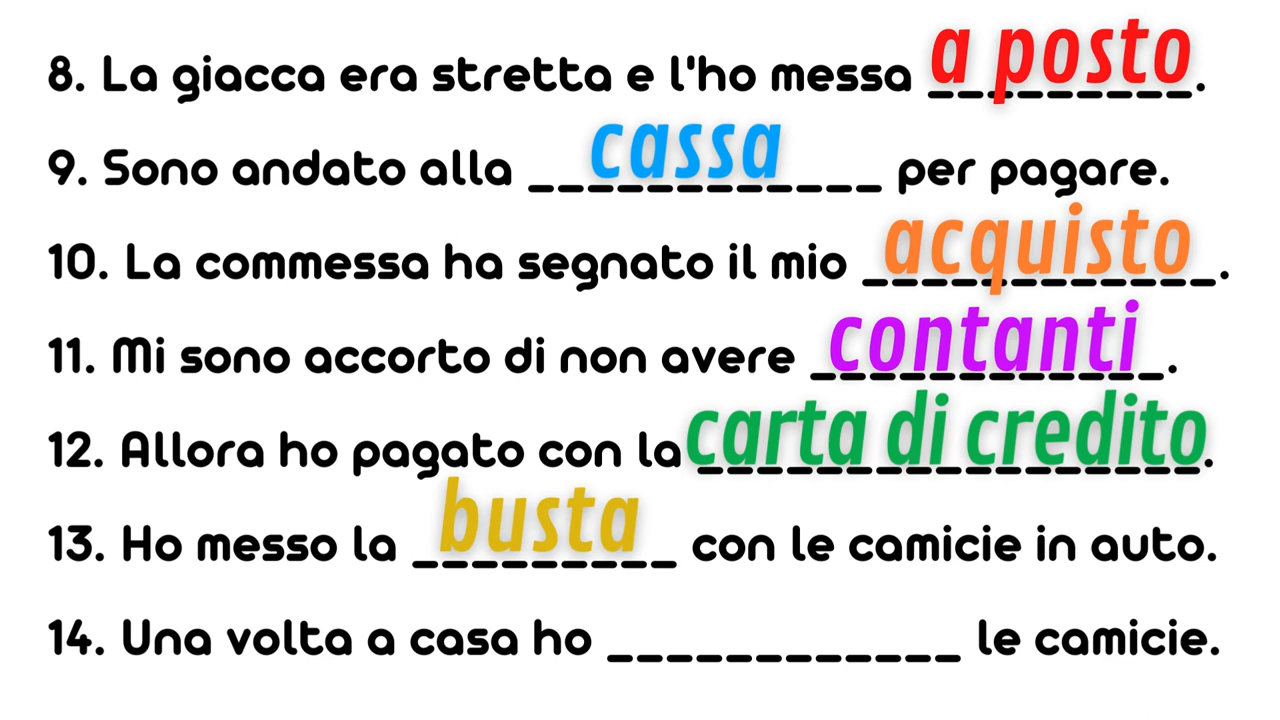 8. La giacca era stretta e l'ho messa a posto.
9. Sono andato alla cassa per pagare.
10. La commessa ha segnato il mio acquisto.
11. Mi sono accorto di non avere contanti.
12. Allora ho pagato con la carta di credito.
13. Ho messo la busta con le camicie in auto.
14. Una volta a casa ho ____________ le camicie.